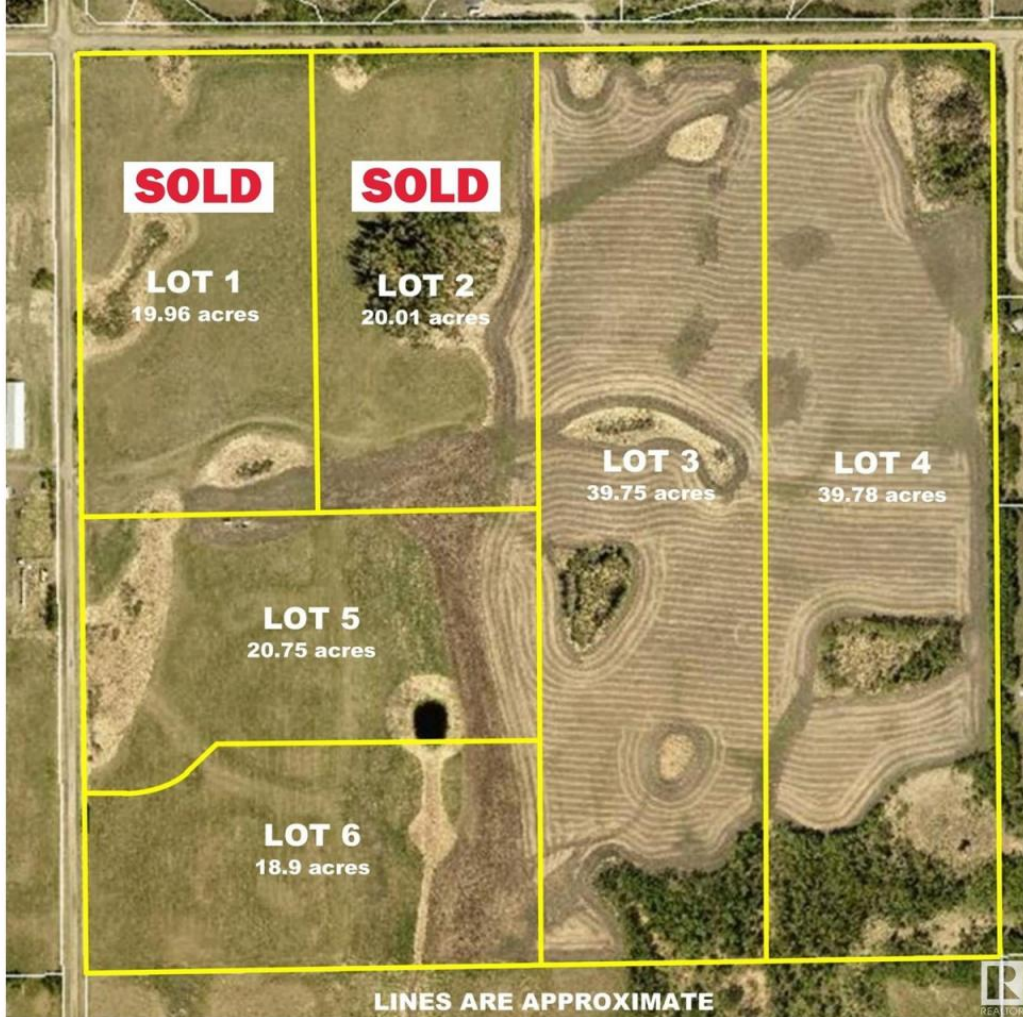 SOLD
SOLD
LOT 1
19.96 acres
LOT 2
20.01 acres
LOT 3
39.75 acres
LOT 4
39.78 acres
LOT 5
20.75 acres
LOT 6
18.9 acres
LINES ARE APPROXIMATE
R
REALTOR